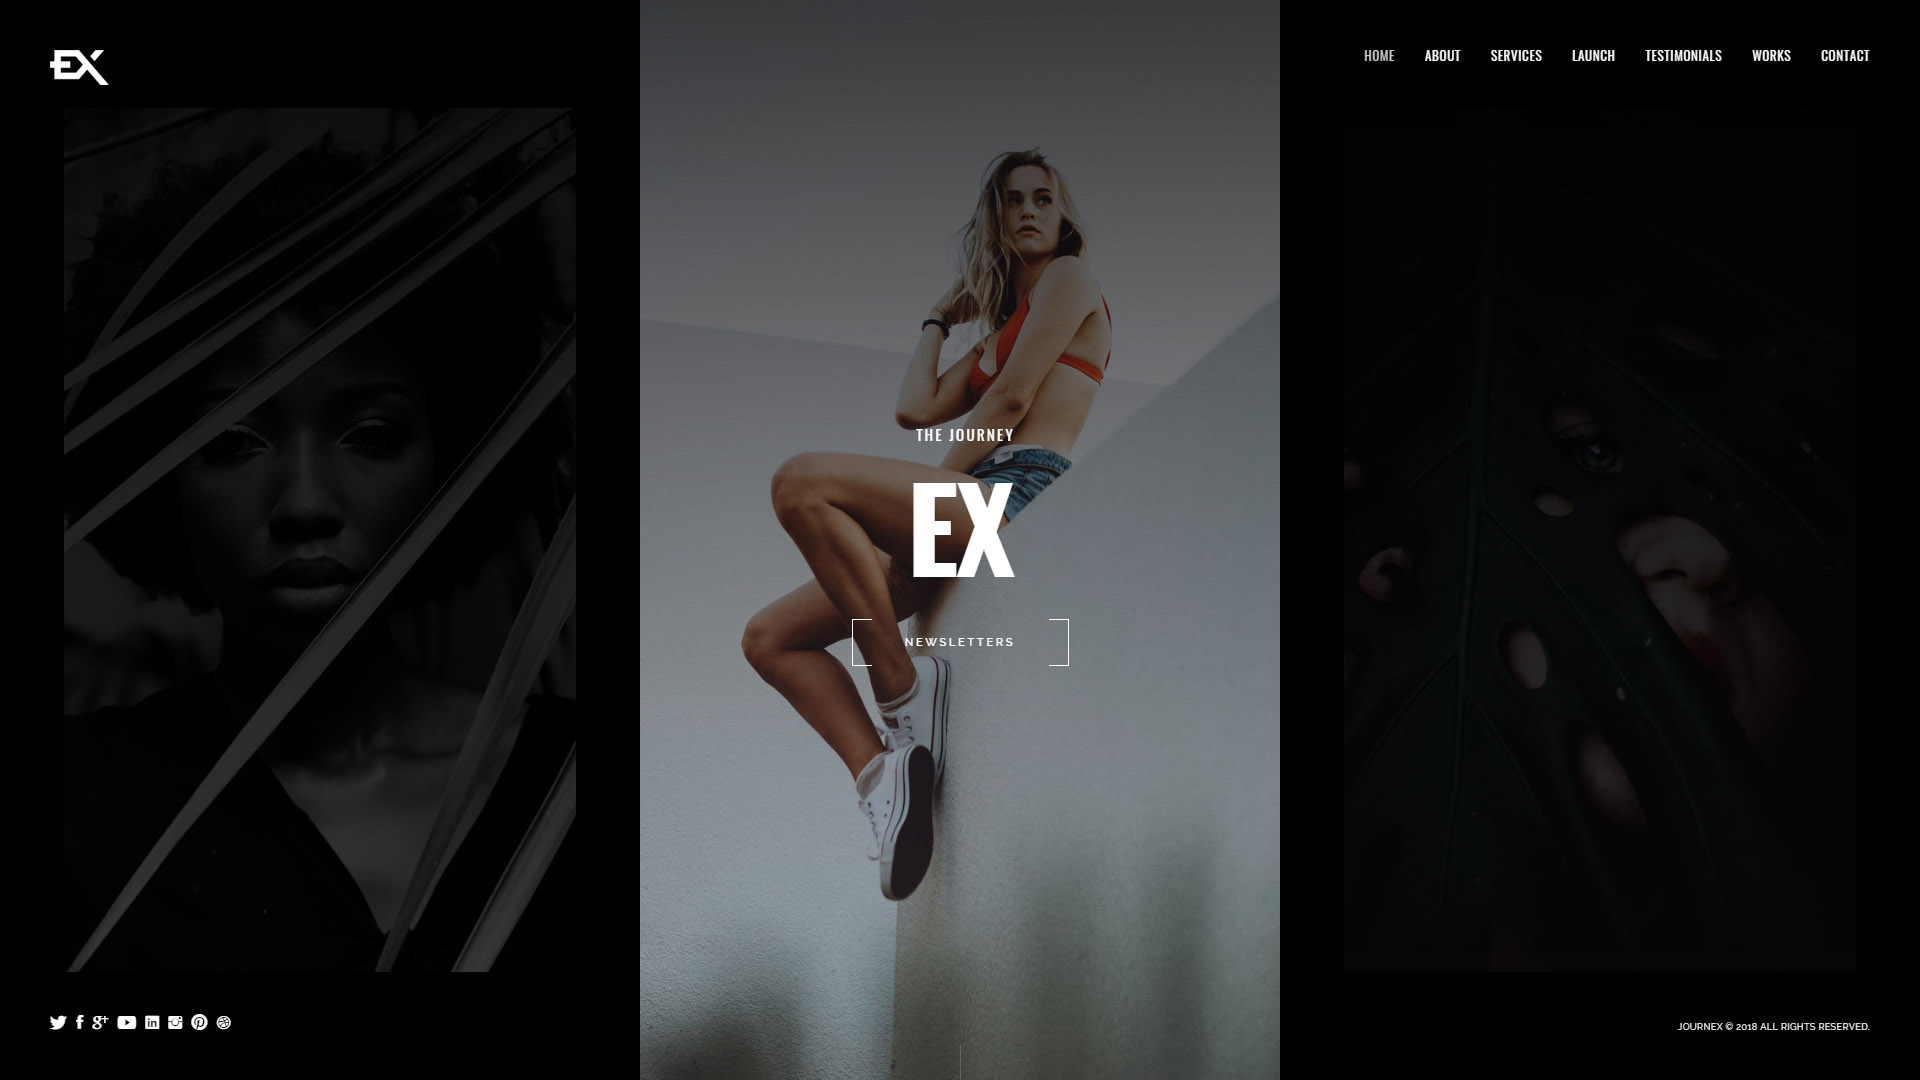 EX
HOME ABOUT SERVICES LAUNCH TESTIMONIALS WORKS CONTACT
THE JOURNEY
EX
NEWSLETTERS
JOURNEX © 2018 ALL RIGHTS RESERVED.